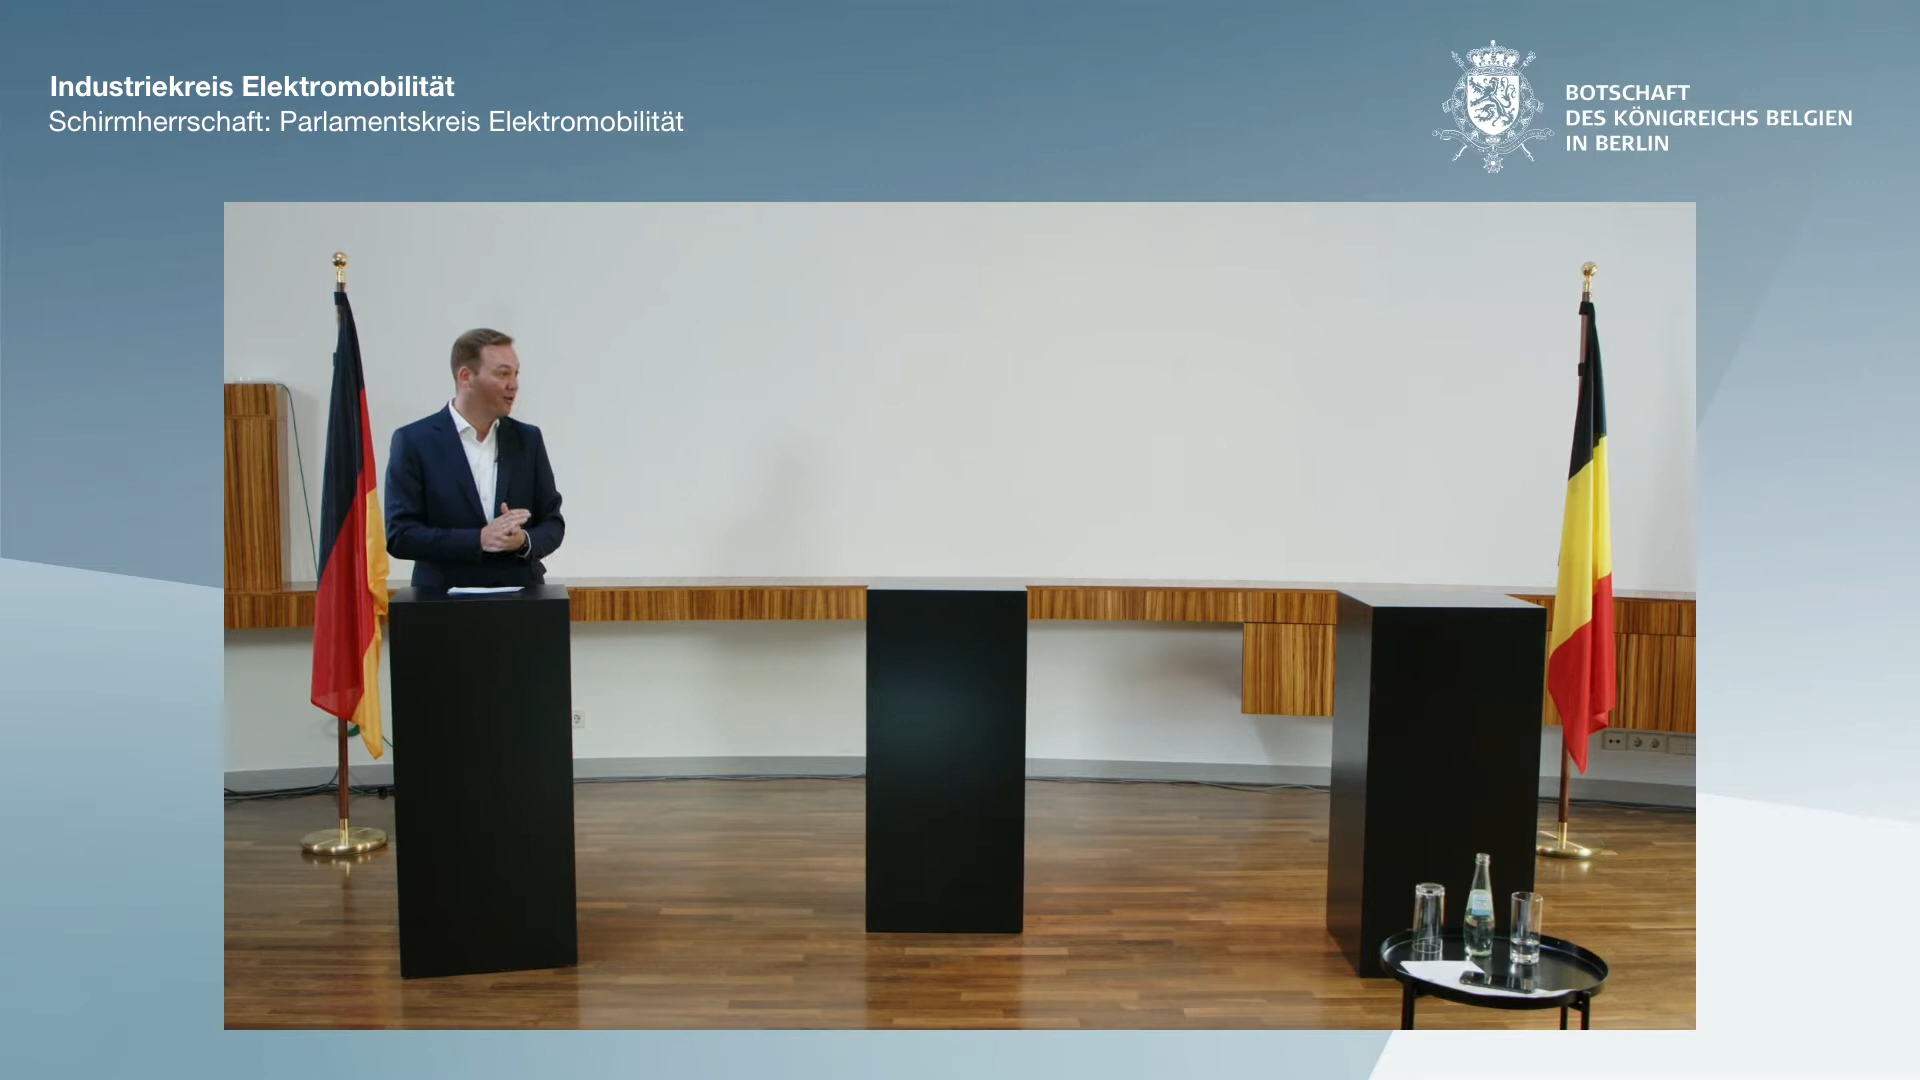 Industriekreis Elektromobilität
Schirmherrschaft: Parlamentskreis Elektromobilität
BOTSCHAFT
DES KÖNIGREICHS BELGIEN
IN BERLIN